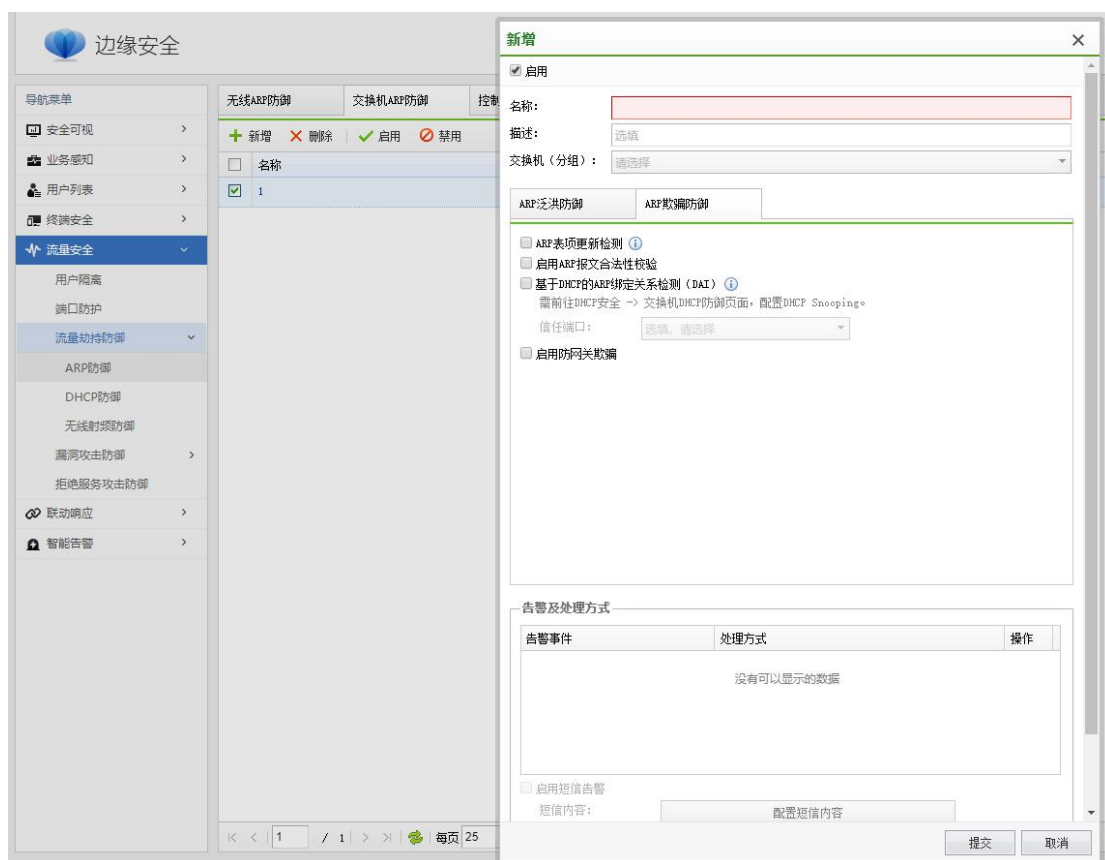 边缘安全
导航菜单
安全可视
业务感知
用户列表
终端安全
流量安全
用户隔离
端口防护
流量劫持防御
ARP防御
DHCP防御
无线射频防御
漏洞攻击防御
拒绝服务攻击防御
联动响应
智能告警
无线ARP防御 交换机ARP防御 控制
新增 删除 启用 禁用
名称
1
1 / 1 每页 25
新增
启用
名称:
描述: 选填
交换机（分组）: 请选择
ARP泛洪防御 ARP欺骗防御
ARP表项更新检测
启用ARP报文合法性校验
基于DHCP的ARP绑定关系检测（DAI）
需前往DHCP安全 -> 交换机DHCP防御页面，配置DHCP Snooping。
信任端口: 选填，请选择
启用防网关欺骗
告警及处理方式
告警事件 处理方式 操作
没有可以显示的数据
启用短信告警
短信内容: 配置短信内容
提交 取消